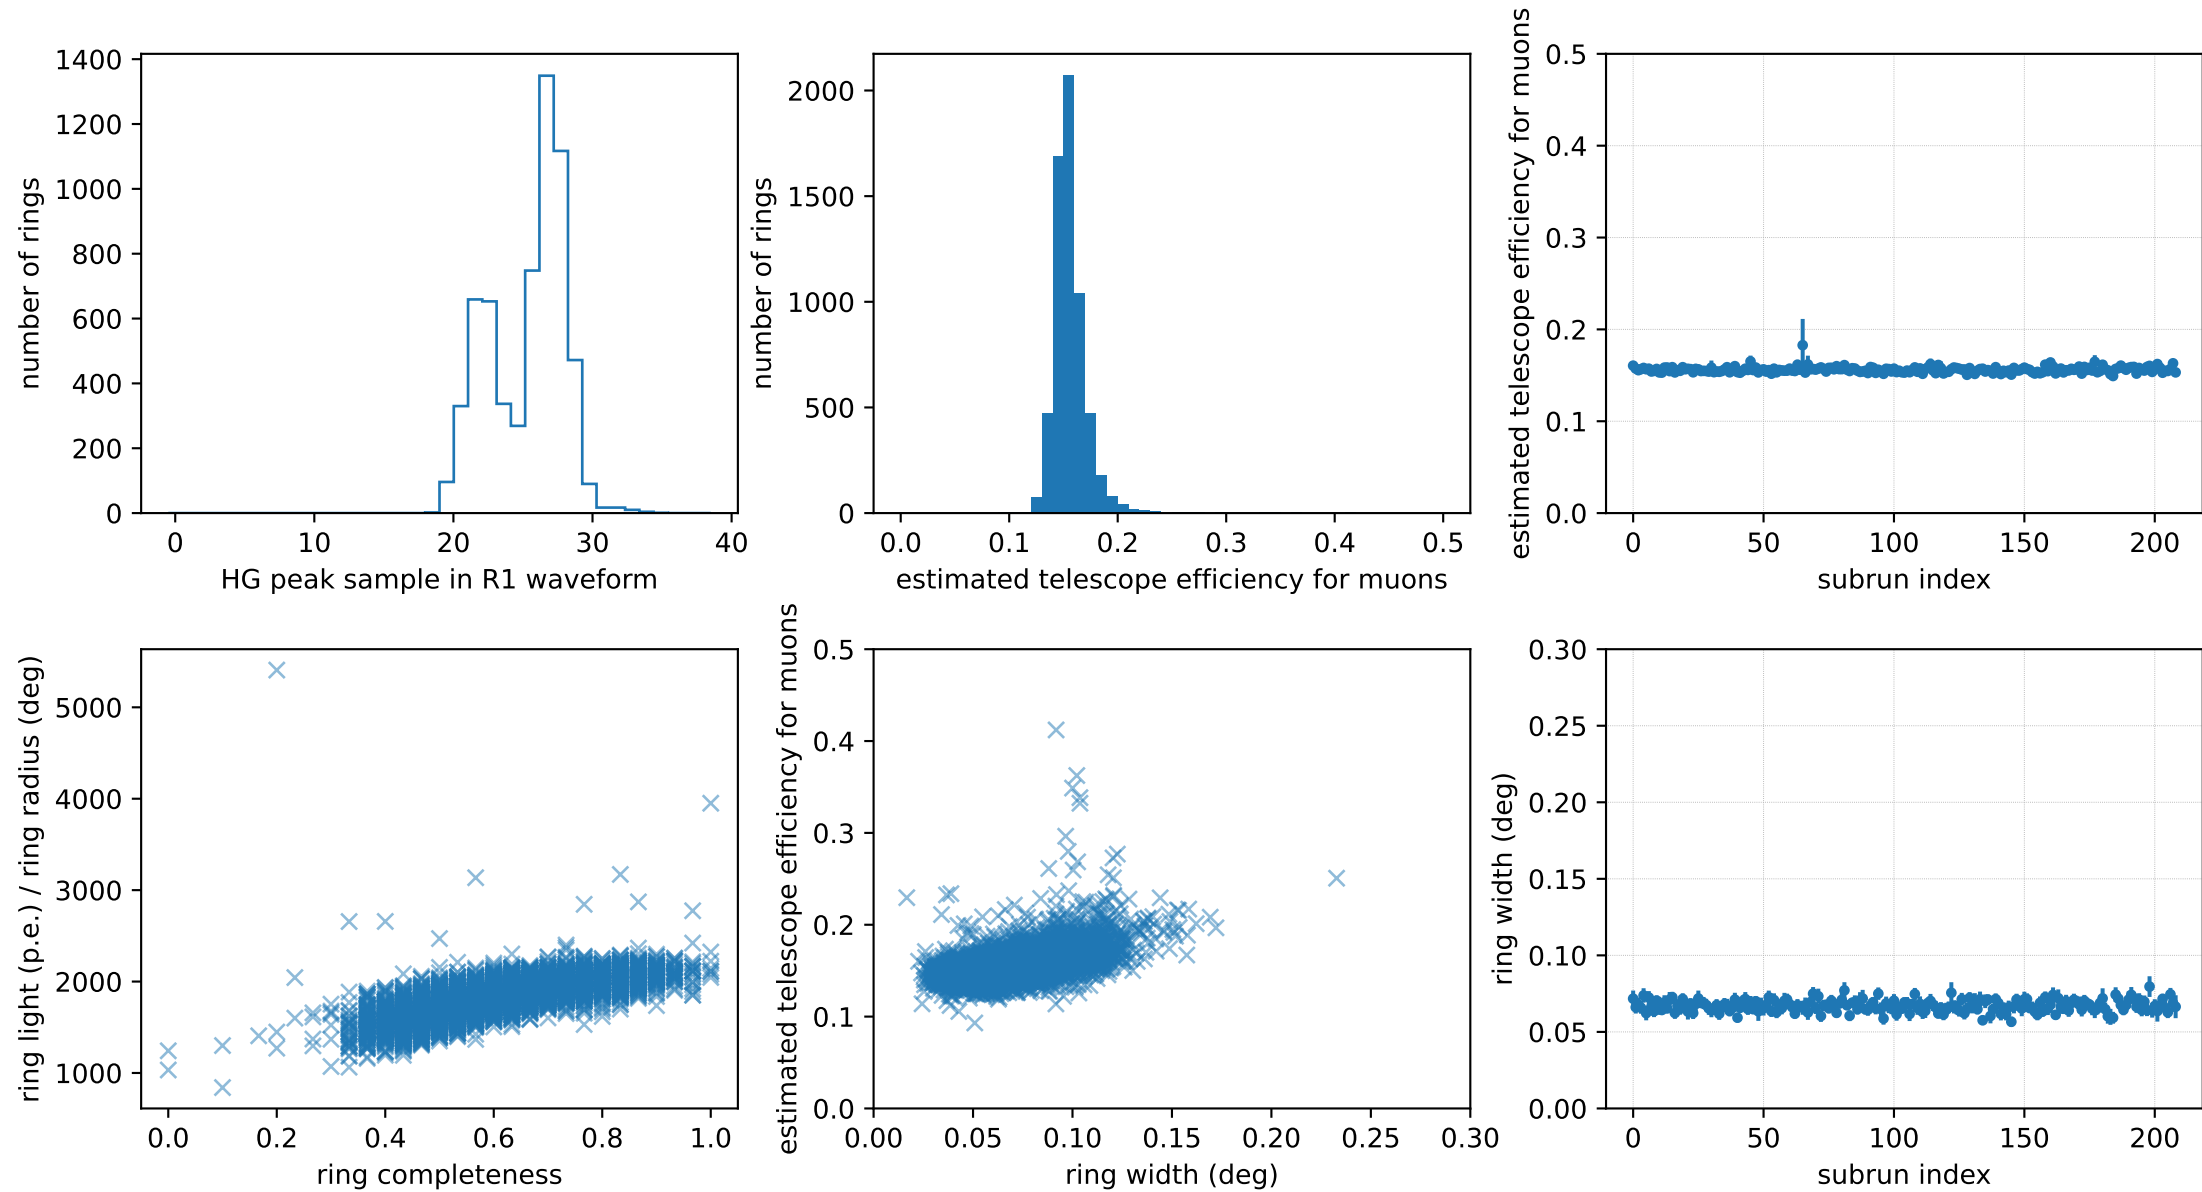 1400
1200
1000
800
600
400
200
0
number of rings
0 10 20 30 40
HG peak sample in R1 waveform
2000
1500
1000
500
0
number of rings
0.0 0.1 0.2 0.3 0.4 0.5
estimated telescope efficiency for muons
0.5
0.4
0.3
0.2
0.1
0.0
estimated telescope efficiency for muons
0 50 100 150 200
subrun index
5000
4000
3000
2000
1000
ring light (p.e.) / ring radius (deg)
0.0 0.2 0.4 0.6 0.8 1.0
ring completeness
0.5
0.4
0.3
0.2
0.1
0.0
estimated telescope efficiency for muons
0.00 0.05 0.10 0.15 0.20 0.25 0.30
ring width (deg)
0.30
0.25
0.20
0.15
0.10
0.05
0.00
ring width (deg)
0 50 100 150 200
subrun index